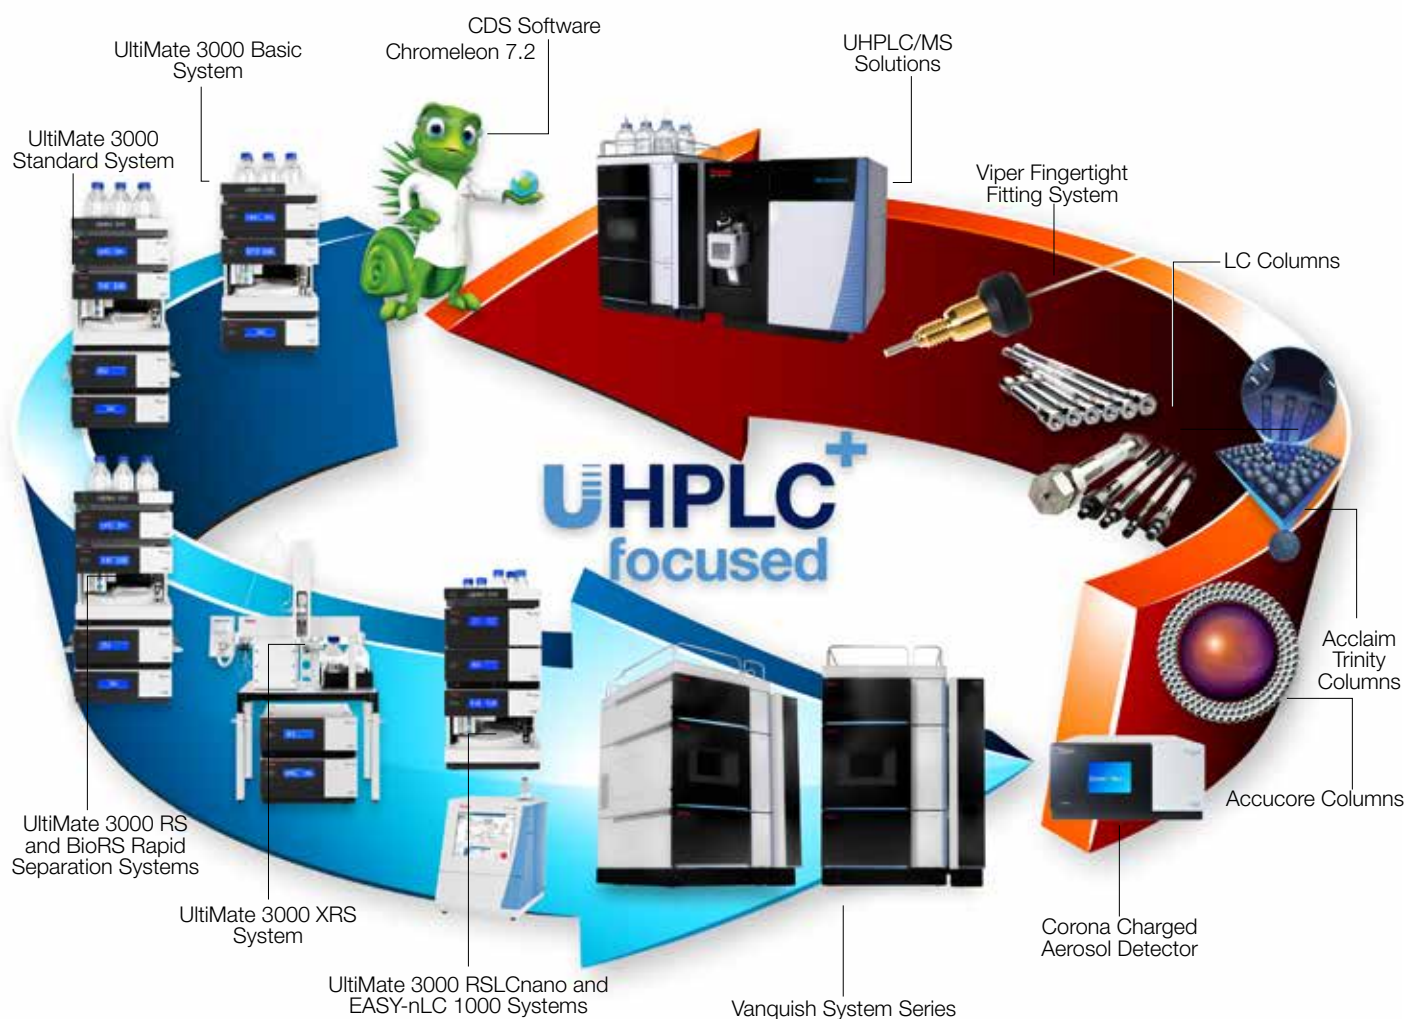 CDS Software
Chromeleon 7.2
UltiMate 3000 Basic
System
UHPLC/MS
Solutions
UltiMate 3000
Standard System
Viper Fingertight
Fitting System
LC Columns
UHPLC+
focused
Acclaim
Trinity
Columns
Accucore Columns
UltiMate 3000 RS
and BioRS Rapid
Separation Systems
UltiMate 3000 XRS
System
Corona Charged
Aerosol Detector
UltiMate 3000 RSLCnano and
EASY-nLC 1000 Systems
Vanquish System Series